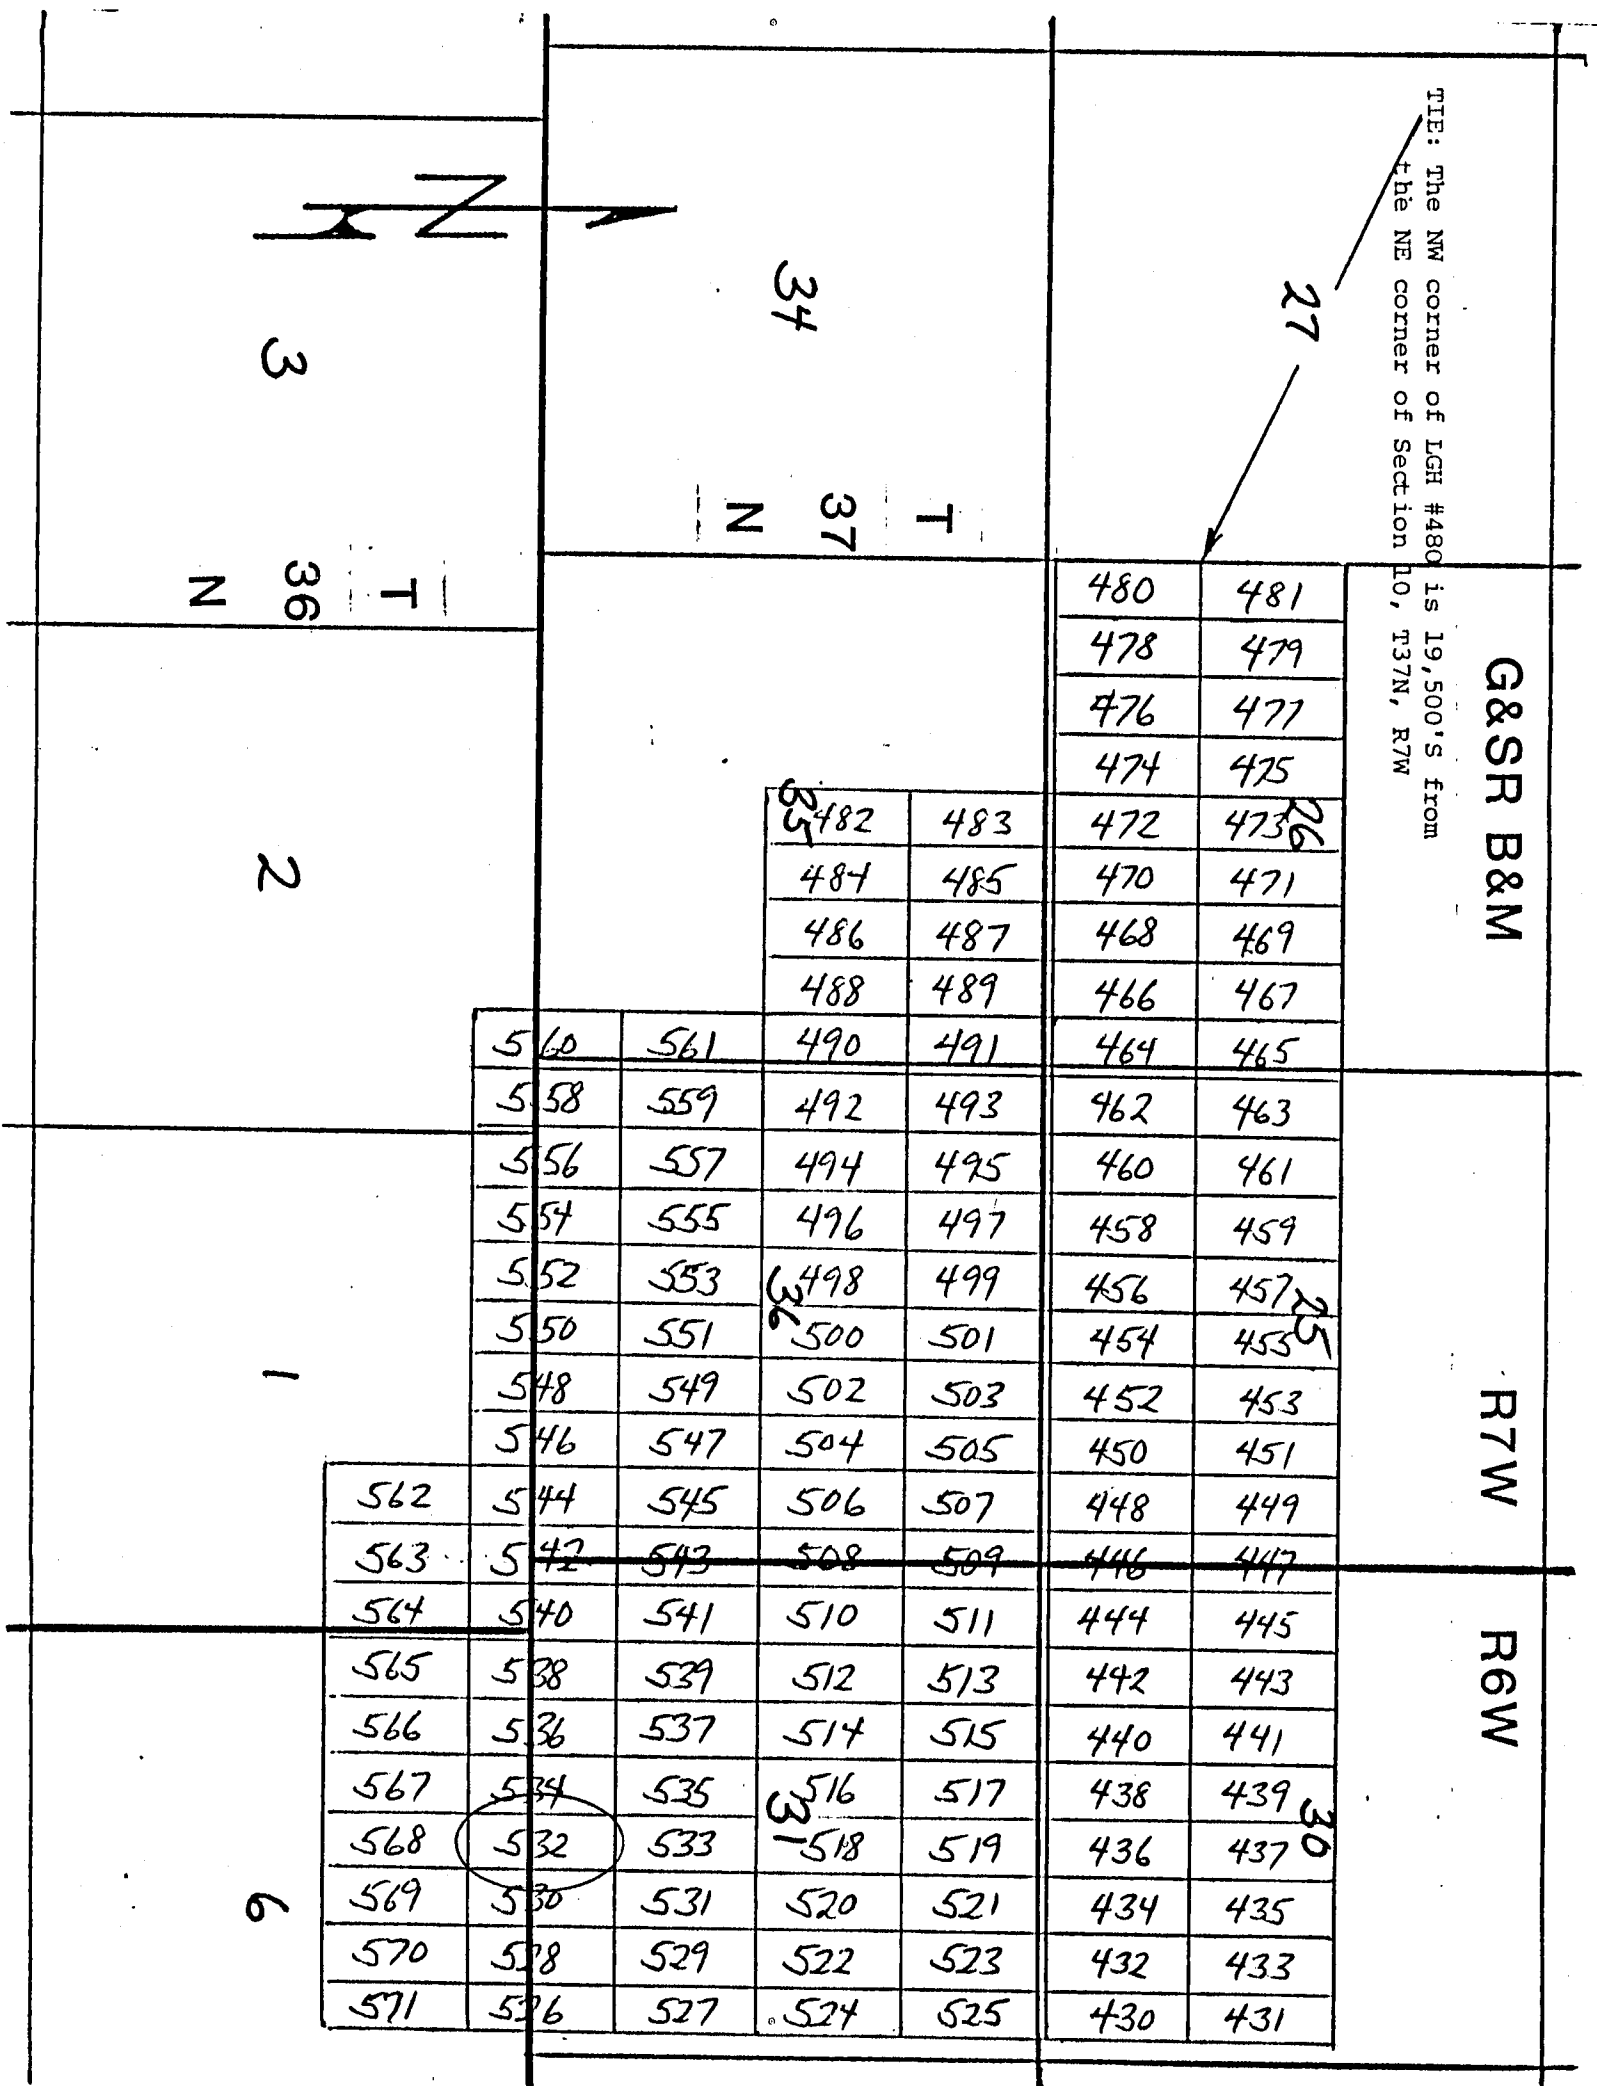 TIE: The NW corner of LGH #480 is 19,500'S from
the NE corner of Section 10, T37N, R7W
G&SR B&M
R7W
R6W
27
34
3
2
1
6
N
T
37
N
T
36
N
26
25
30
35
36
31
480 481
478 479
476 477
474 475
482 483 472 473
484 485 470 471
486 487 468 469
488 489 466 467
560 561 490 491 464 465
558 559 492 493 462 463
556 557 494 495 460 461
554 555 496 497 458 459
552 553 498 499 456 457
550 551 500 501 454 455
548 549 502 503 452 453
546 547 504 505 450 451
562 544 545 506 507 448 449
563 542 543 508 509 446 447
564 540 541 510 511 444 445
565 538 539 512 513 442 443
566 536 537 514 515 440 441
567 534 535 516 517 438 439
568 532 533 518 519 436 437
569 530 531 520 521 434 435
570 528 529 522 523 432 433
571 526 527 524 525 430 431